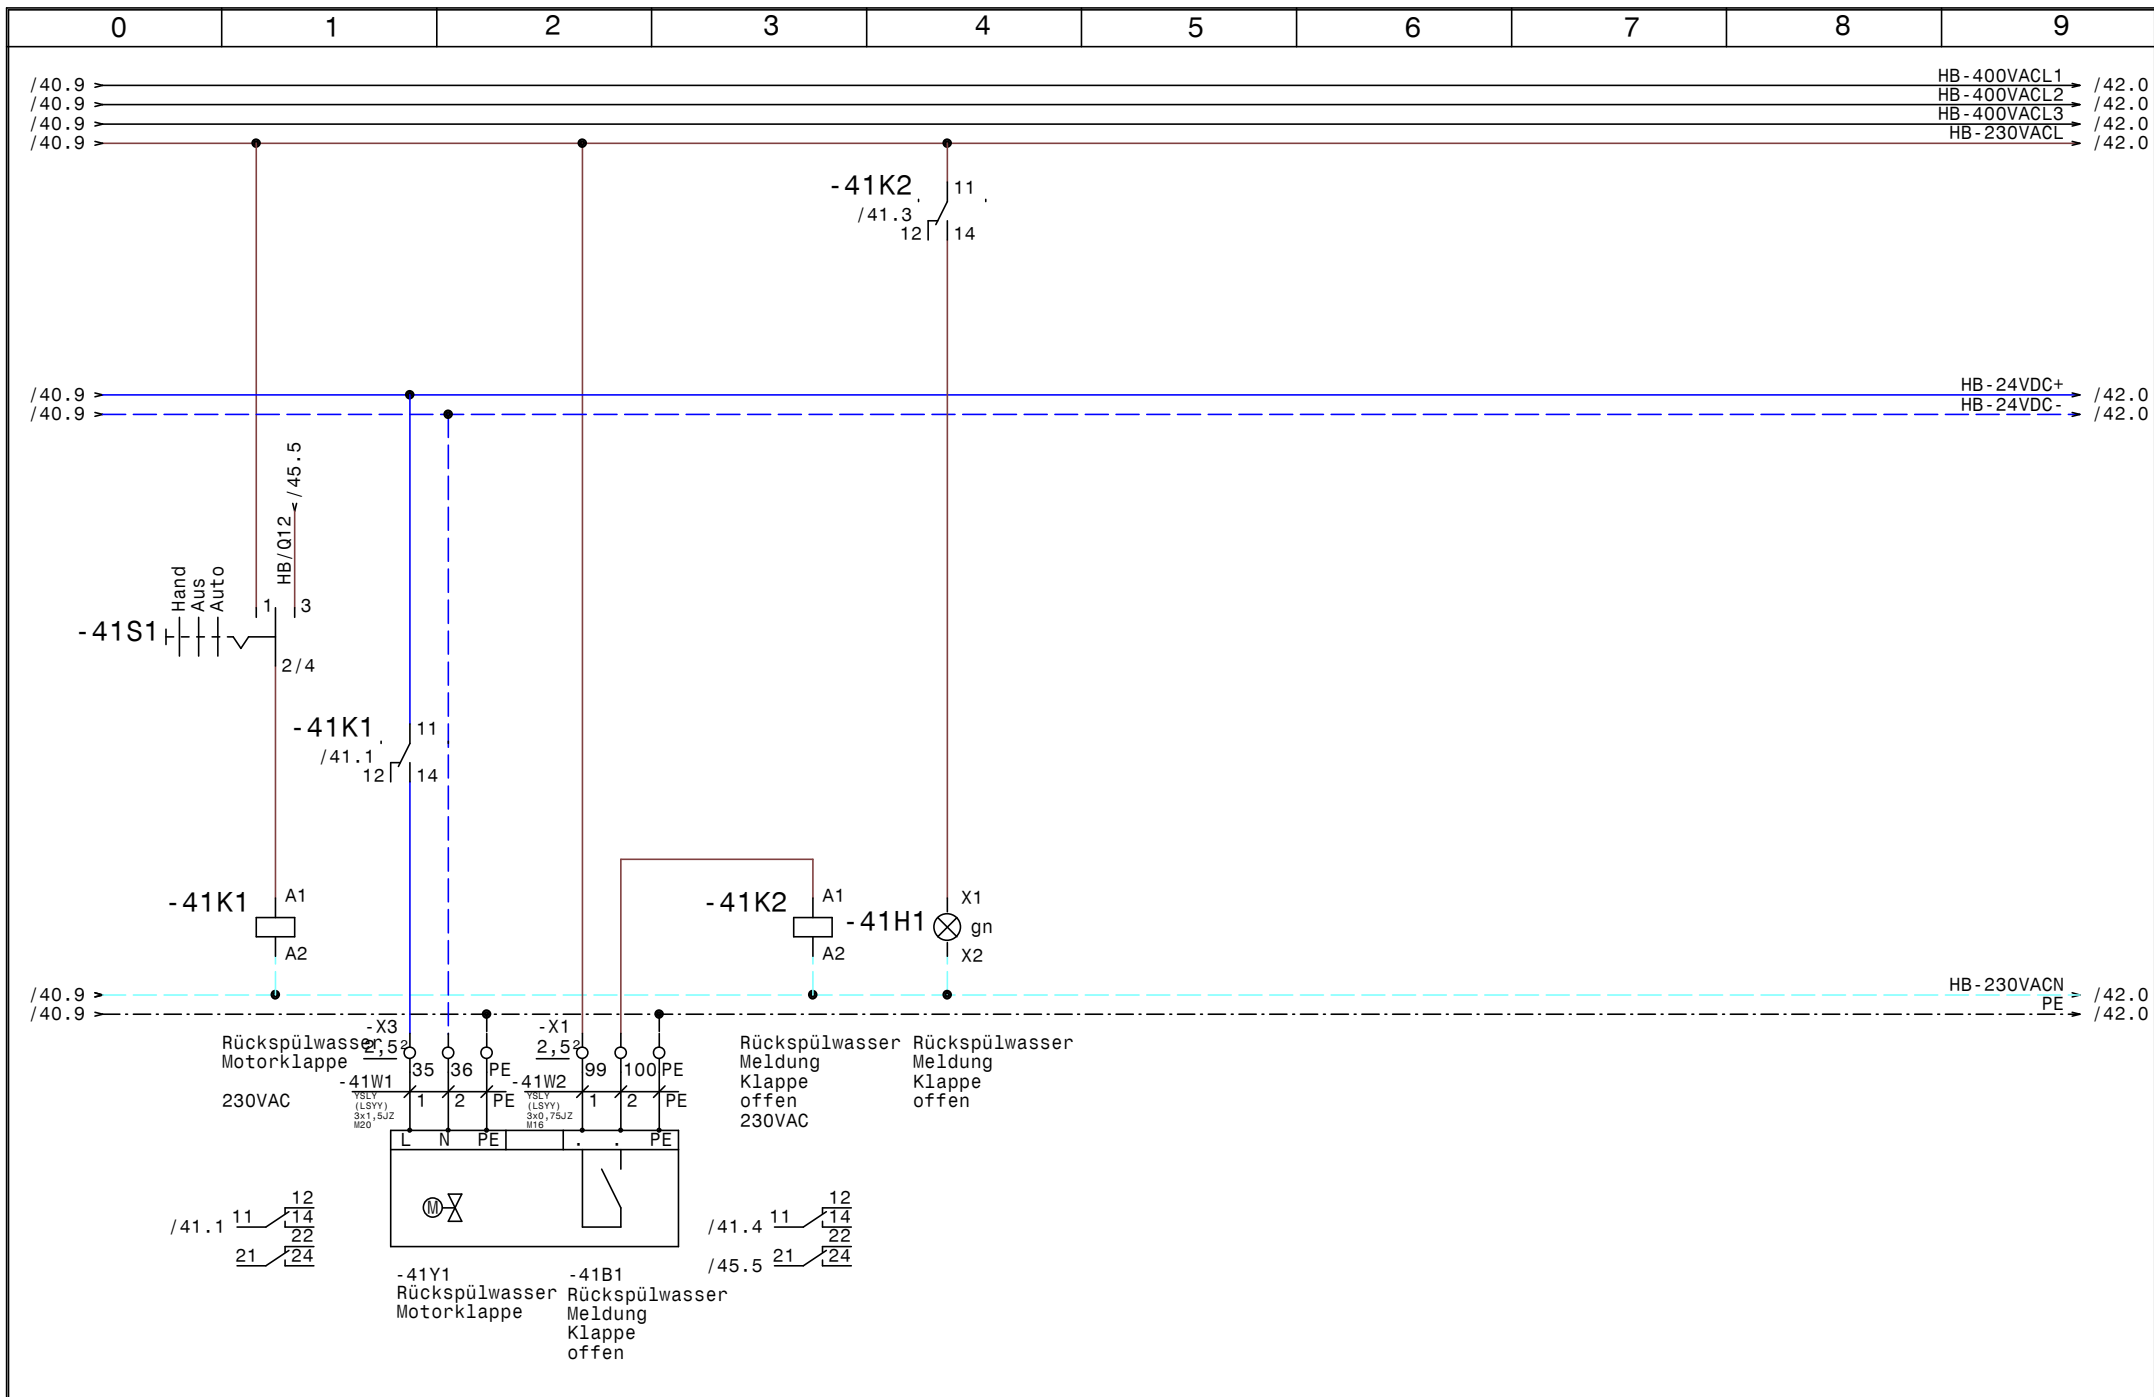 0 1 2 3 4 5 6 7 8 9
/40.9 HB-400VACL1 /42.0
/40.9 HB-400VACL2 /42.0
/40.9 HB-400VACL3 /42.0
/40.9 HB-230VACL /42.0
-41K2 11
/41.3
12 14
/40.9 HB-24VDC+ /42.0
/40.9 HB-24VDC- /42.0
/45.5
HB/Q12
Hand
Aus
Auto
1 3
-41S1
2/4
-41K1 11
/41.1
12 14
-41K1 A1
A2
-41K2 A1
A2
-41H1 X1
gn
X2
/40.9 HB-230VACN /42.0
/40.9 PE /42.0
Rückspülwasser
Motorklappe
230VAC
-X3
2,5²
35 36 PE
-41W1
YSLY
(LSYY)
3x1,5JZ
M20
1 2 PE
-X1
2,5²
99 100 PE
-41W2
YSLY
(LSYY)
3x0,75JZ
M16
1 2 PE
Rückspülwasser
Meldung
Klappe
offen
230VAC
Rückspülwasser
Meldung
Klappe
offen
L N PE . . PE
M
12
/41.1 11 14
22
21 24
12
/41.4 11 14
22
/45.5 21 24
-41Y1
Rückspülwasser
Motorklappe
-41B1
Rückspülwasser
Meldung
Klappe
offen